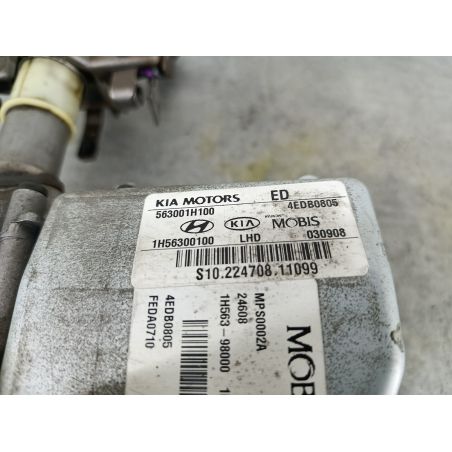 KIA MOTORS ED
563001H100 4EDB0805
KIA MOBIS
1H56300100 LHD 030908
S10.224708.11099
MOBIS
MPS0002A
24608
1H563-98000
4EDB0805
FEDA0710